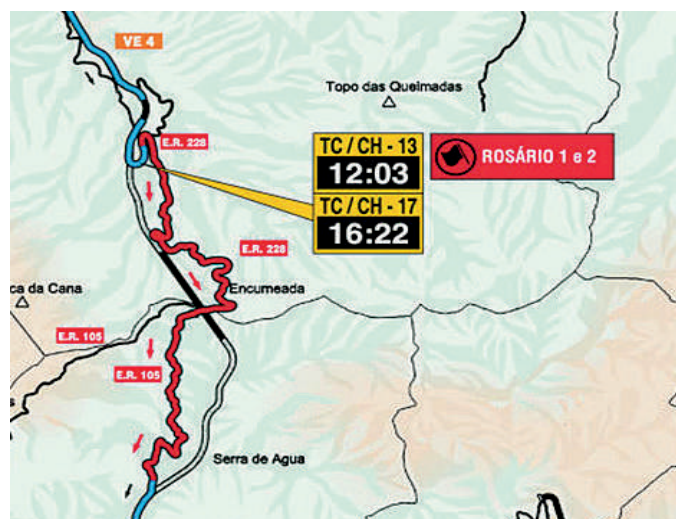 VE 4
Topo das Queimadas
E.R. 228
TC / CH - 13
12:03
ROSÁRIO 1 e 2
TC / CH - 17
16:22
E.R. 228
ca da Cana
Encumeada
E.R. 105
E.R. 105
Serra de Agua